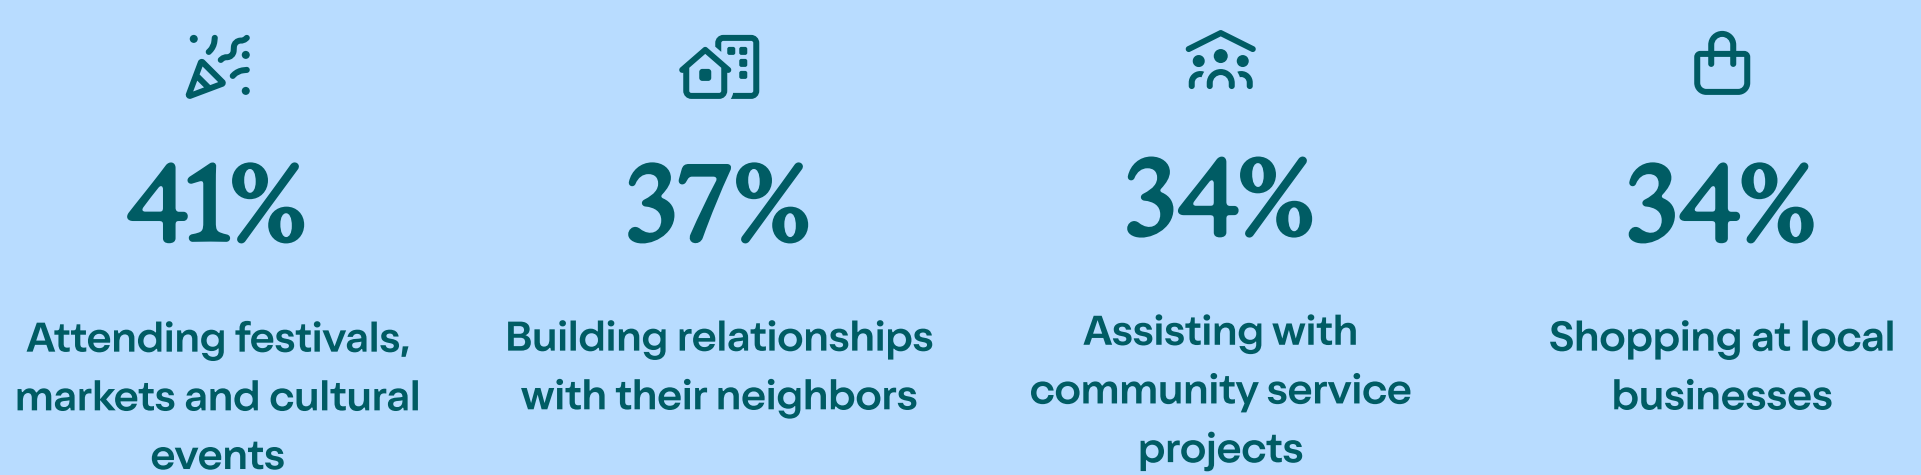 41%
Attending festivals,
markets and cultural
events
37%
Building relationships
with their neighbors
34%
Assisting with
community service
projects
34%
Shopping at local
businesses